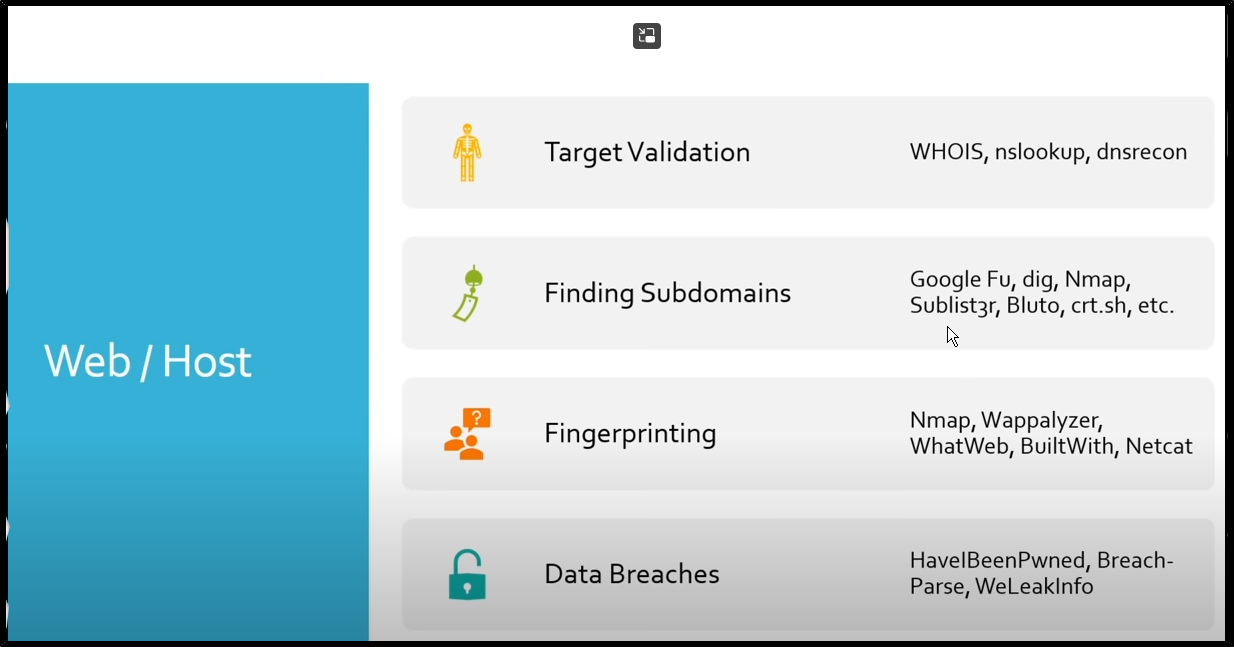 Web / Host
Target Validation
WHOIS, nslookup, dnsrecon
Finding Subdomains
Google Fu, dig, Nmap,
Sublist3r, Bluto, crt.sh, etc.
?
Fingerprinting
Nmap, Wappalyzer,
WhatWeb, BuiltWith, Netcat
Data Breaches
HaveIBeenPwned, Breach-
Parse, WeLeakInfo